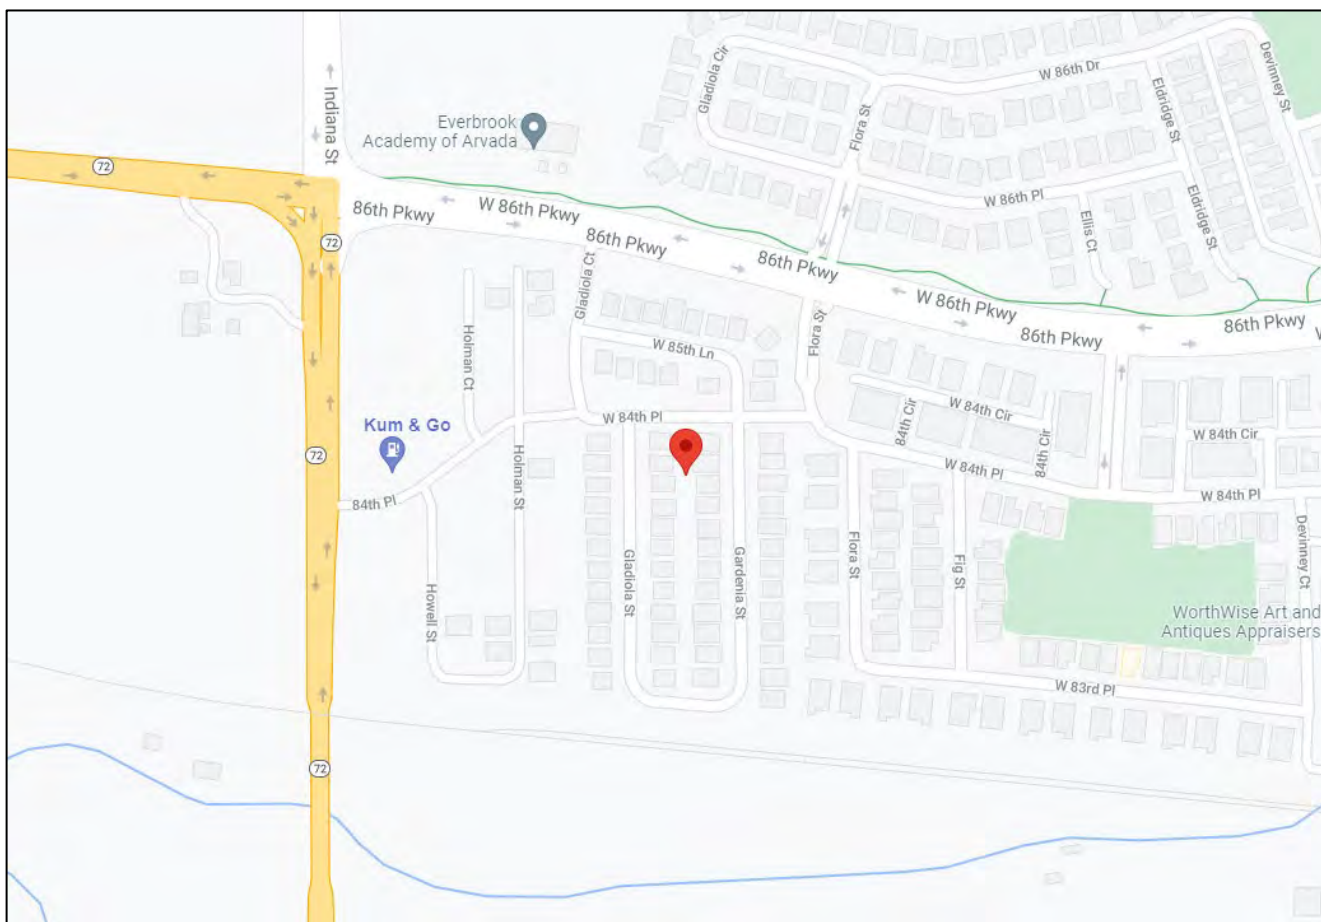 Gladiola Cir
W 86th Dr
Devinney St
Indiana St
Flora St
Eldridge St
Everbrook
Academy of Arvada
72
W 86th Pl
86th Pkwy
W 86th Pkwy
86th Pkwy
86th Pkwy
Ellis Ct
Eldridge St
72
W 86th Pkwy
86th Pkwy
86th Pkwy
W
Gladiola Ct
Flora St
Holman Ct
W 85th Ln
W 84th Cir
84th Cir
84th Cir
W 84th Cir
Kum & Go
W 84th Pl
Holman St
72
W 84th Pl
84th Pl
W 84th Pl
Howell St
Gladiola St
Gardenia St
Flora St
Fig St
Devinney Ct
WorthWise Art and
Antiques Appraisers
W 83rd Pl
72